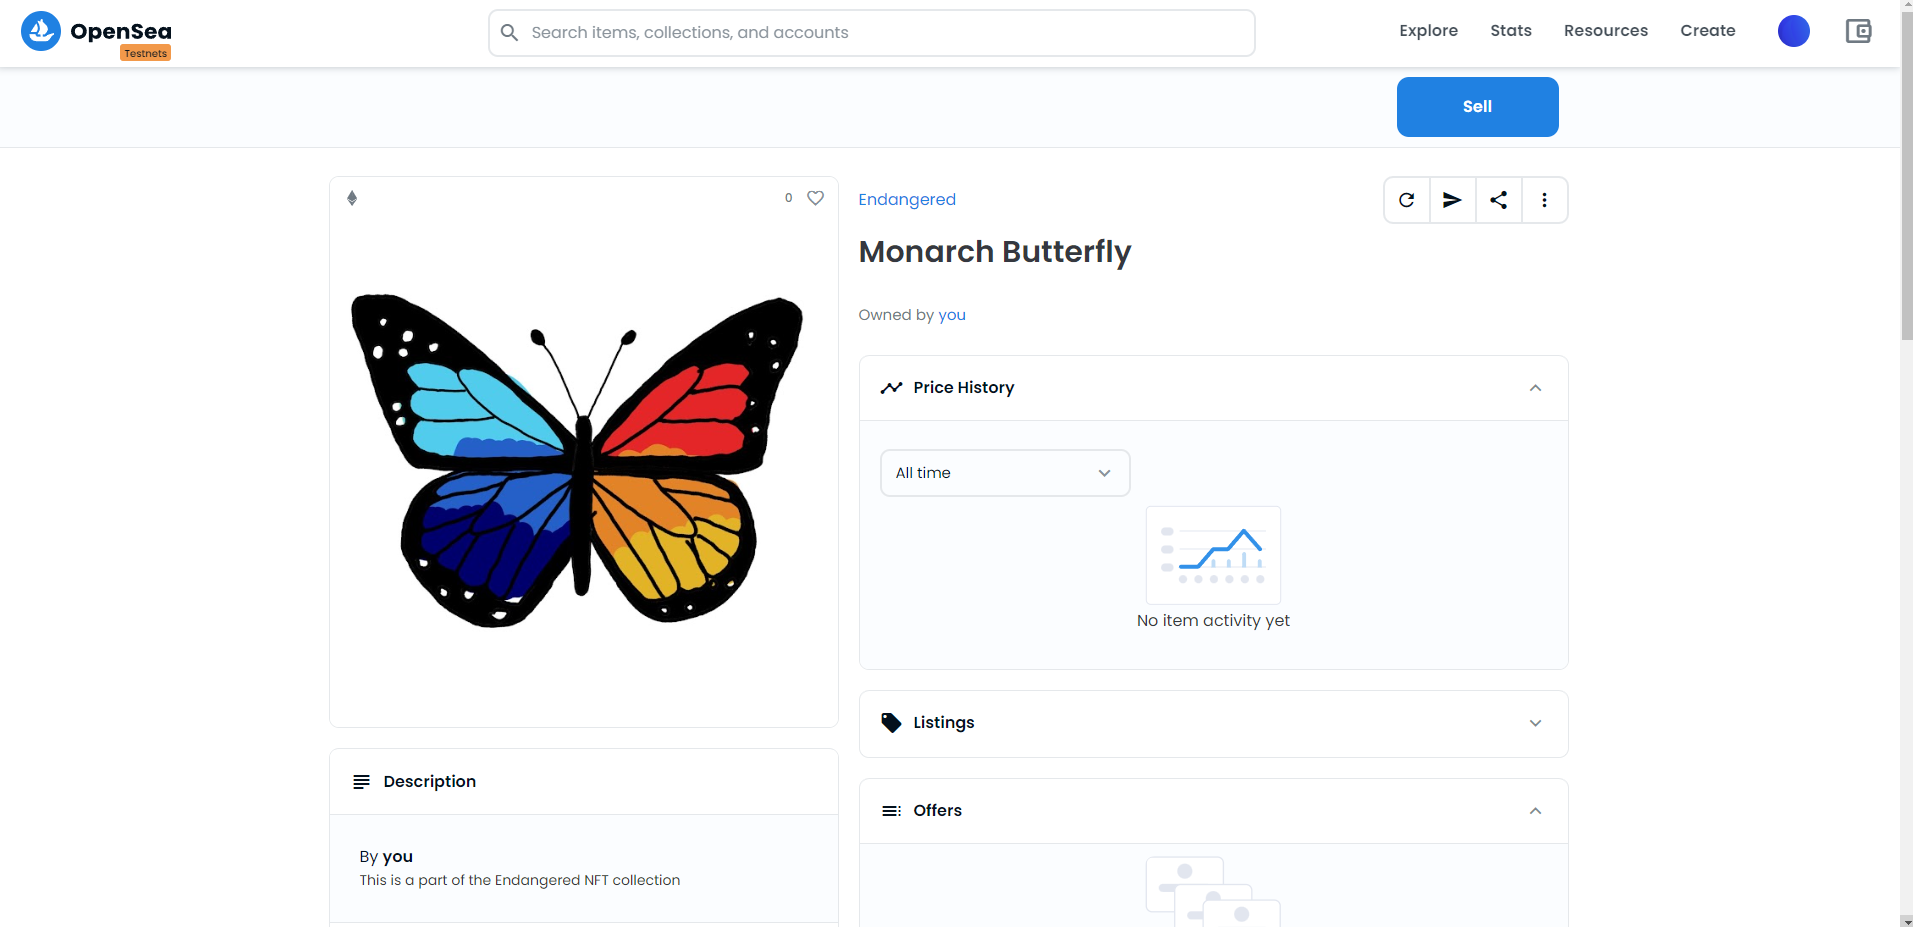 OpenSea
Testnets
Search items, collections, and accounts
Explore
Stats
Resources
Create
Sell
0
Endangered
Monarch Butterfly
Owned by you
Price History
All time
No item activity yet
Listings
Offers
Description
By you
This is a part of the Endangered NFT collection